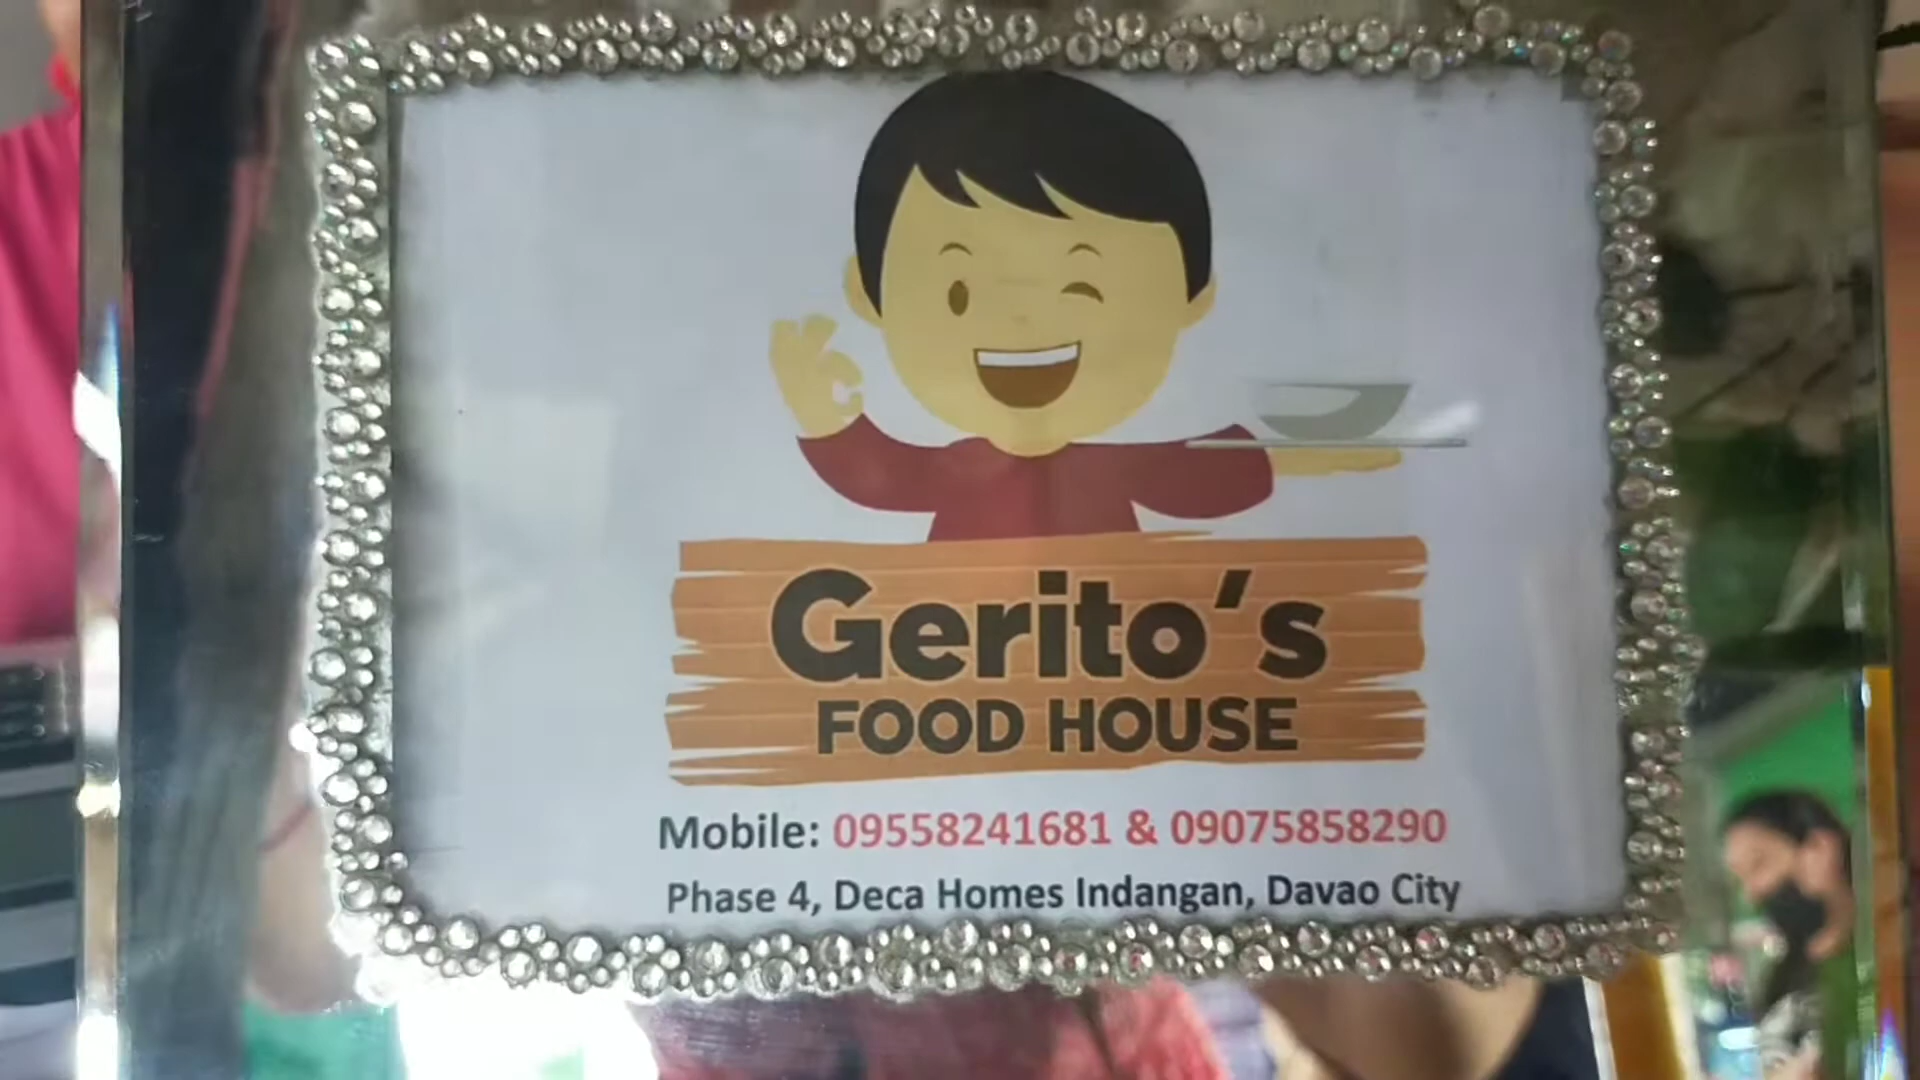 Gerito's
FOOD HOUSE
Mobile: 09558241681 & 09075858290
Phase 4, Deca Homes Indangan, Davao City